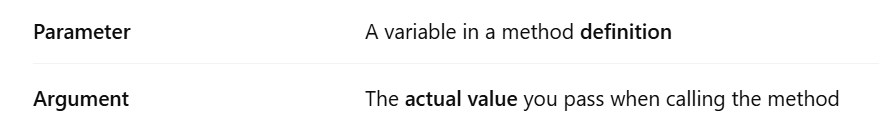 Parameter A variable in a method definition
Argument The actual value you pass when calling the method